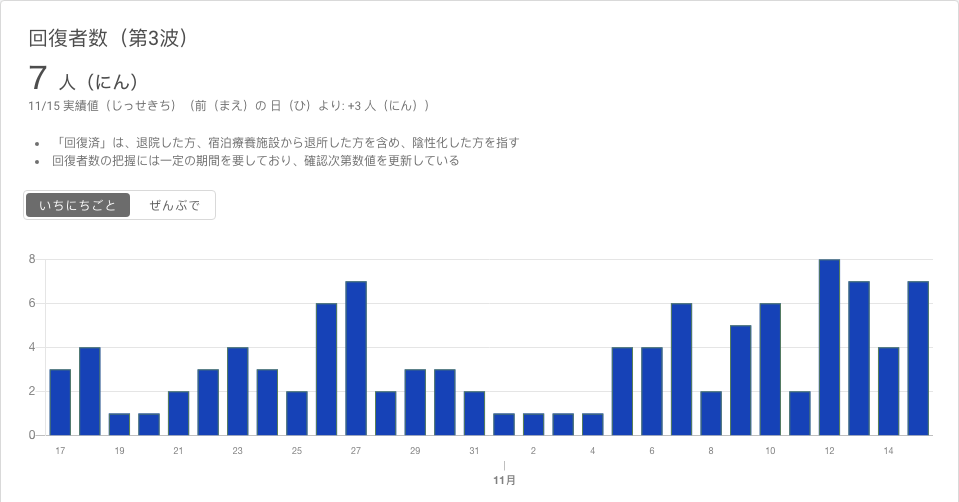 回復者数（第3波）
7 人（にん）
11/15 実績値（じっせきち）（前（まえ）の 日（ひ）より: +3 人（にん））
• 「回復済」は、退院した方、宿泊療養施設から退所した方を含め、陰性化した方を指す
• 回復者数の把握には一定の期間を要しており、確認次第数値を更新している
いちにちごと ぜんぶで
8
6
4
2
0
17 19 21 23 25 27 29 31 2 4 6 8 10 12 14
11月